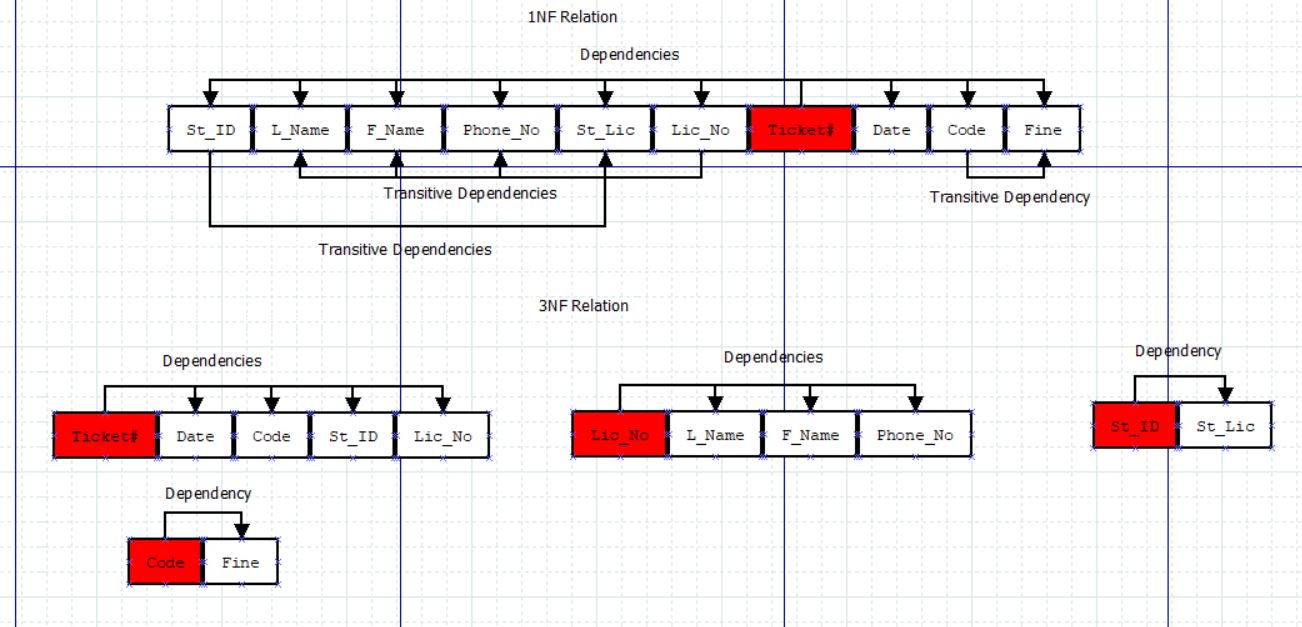 1NF Relation
Dependencies
St_ID L_Name F_Name Phone_No St_Lic Lic_No Ticket# Date Code Fine
Transitive Dependencies
Transitive Dependency
Transitive Dependencies
3NF Relation
Dependencies
Dependencies
Dependency
Ticket# Date Code St_ID Lic_No
Lic_No L_Name F_Name Phone_No
St_ID St_Lic
Dependency
Code Fine